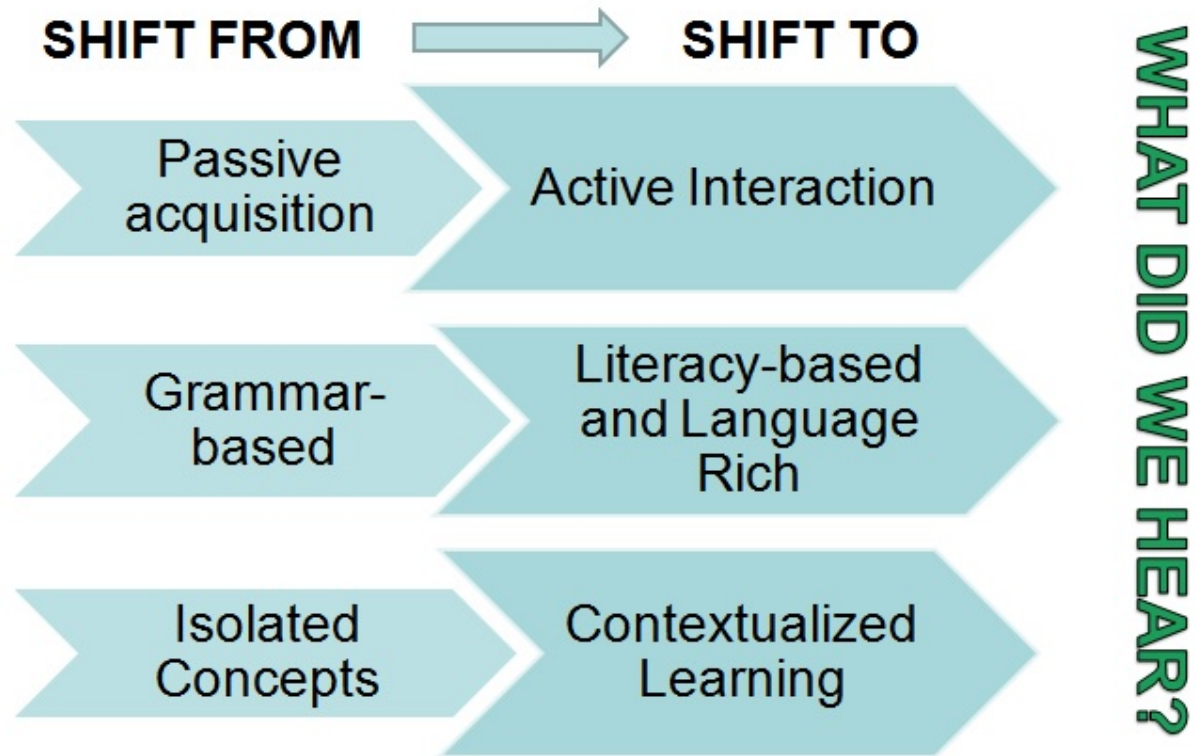 SHIFT FROM
SHIFT TO
Passive
acquisition
Active Interaction
Grammar-
based
Literacy-based
and Language
Rich
Isolated
Concepts
Contextualized
Learning
WHAT DID WE HEAR?